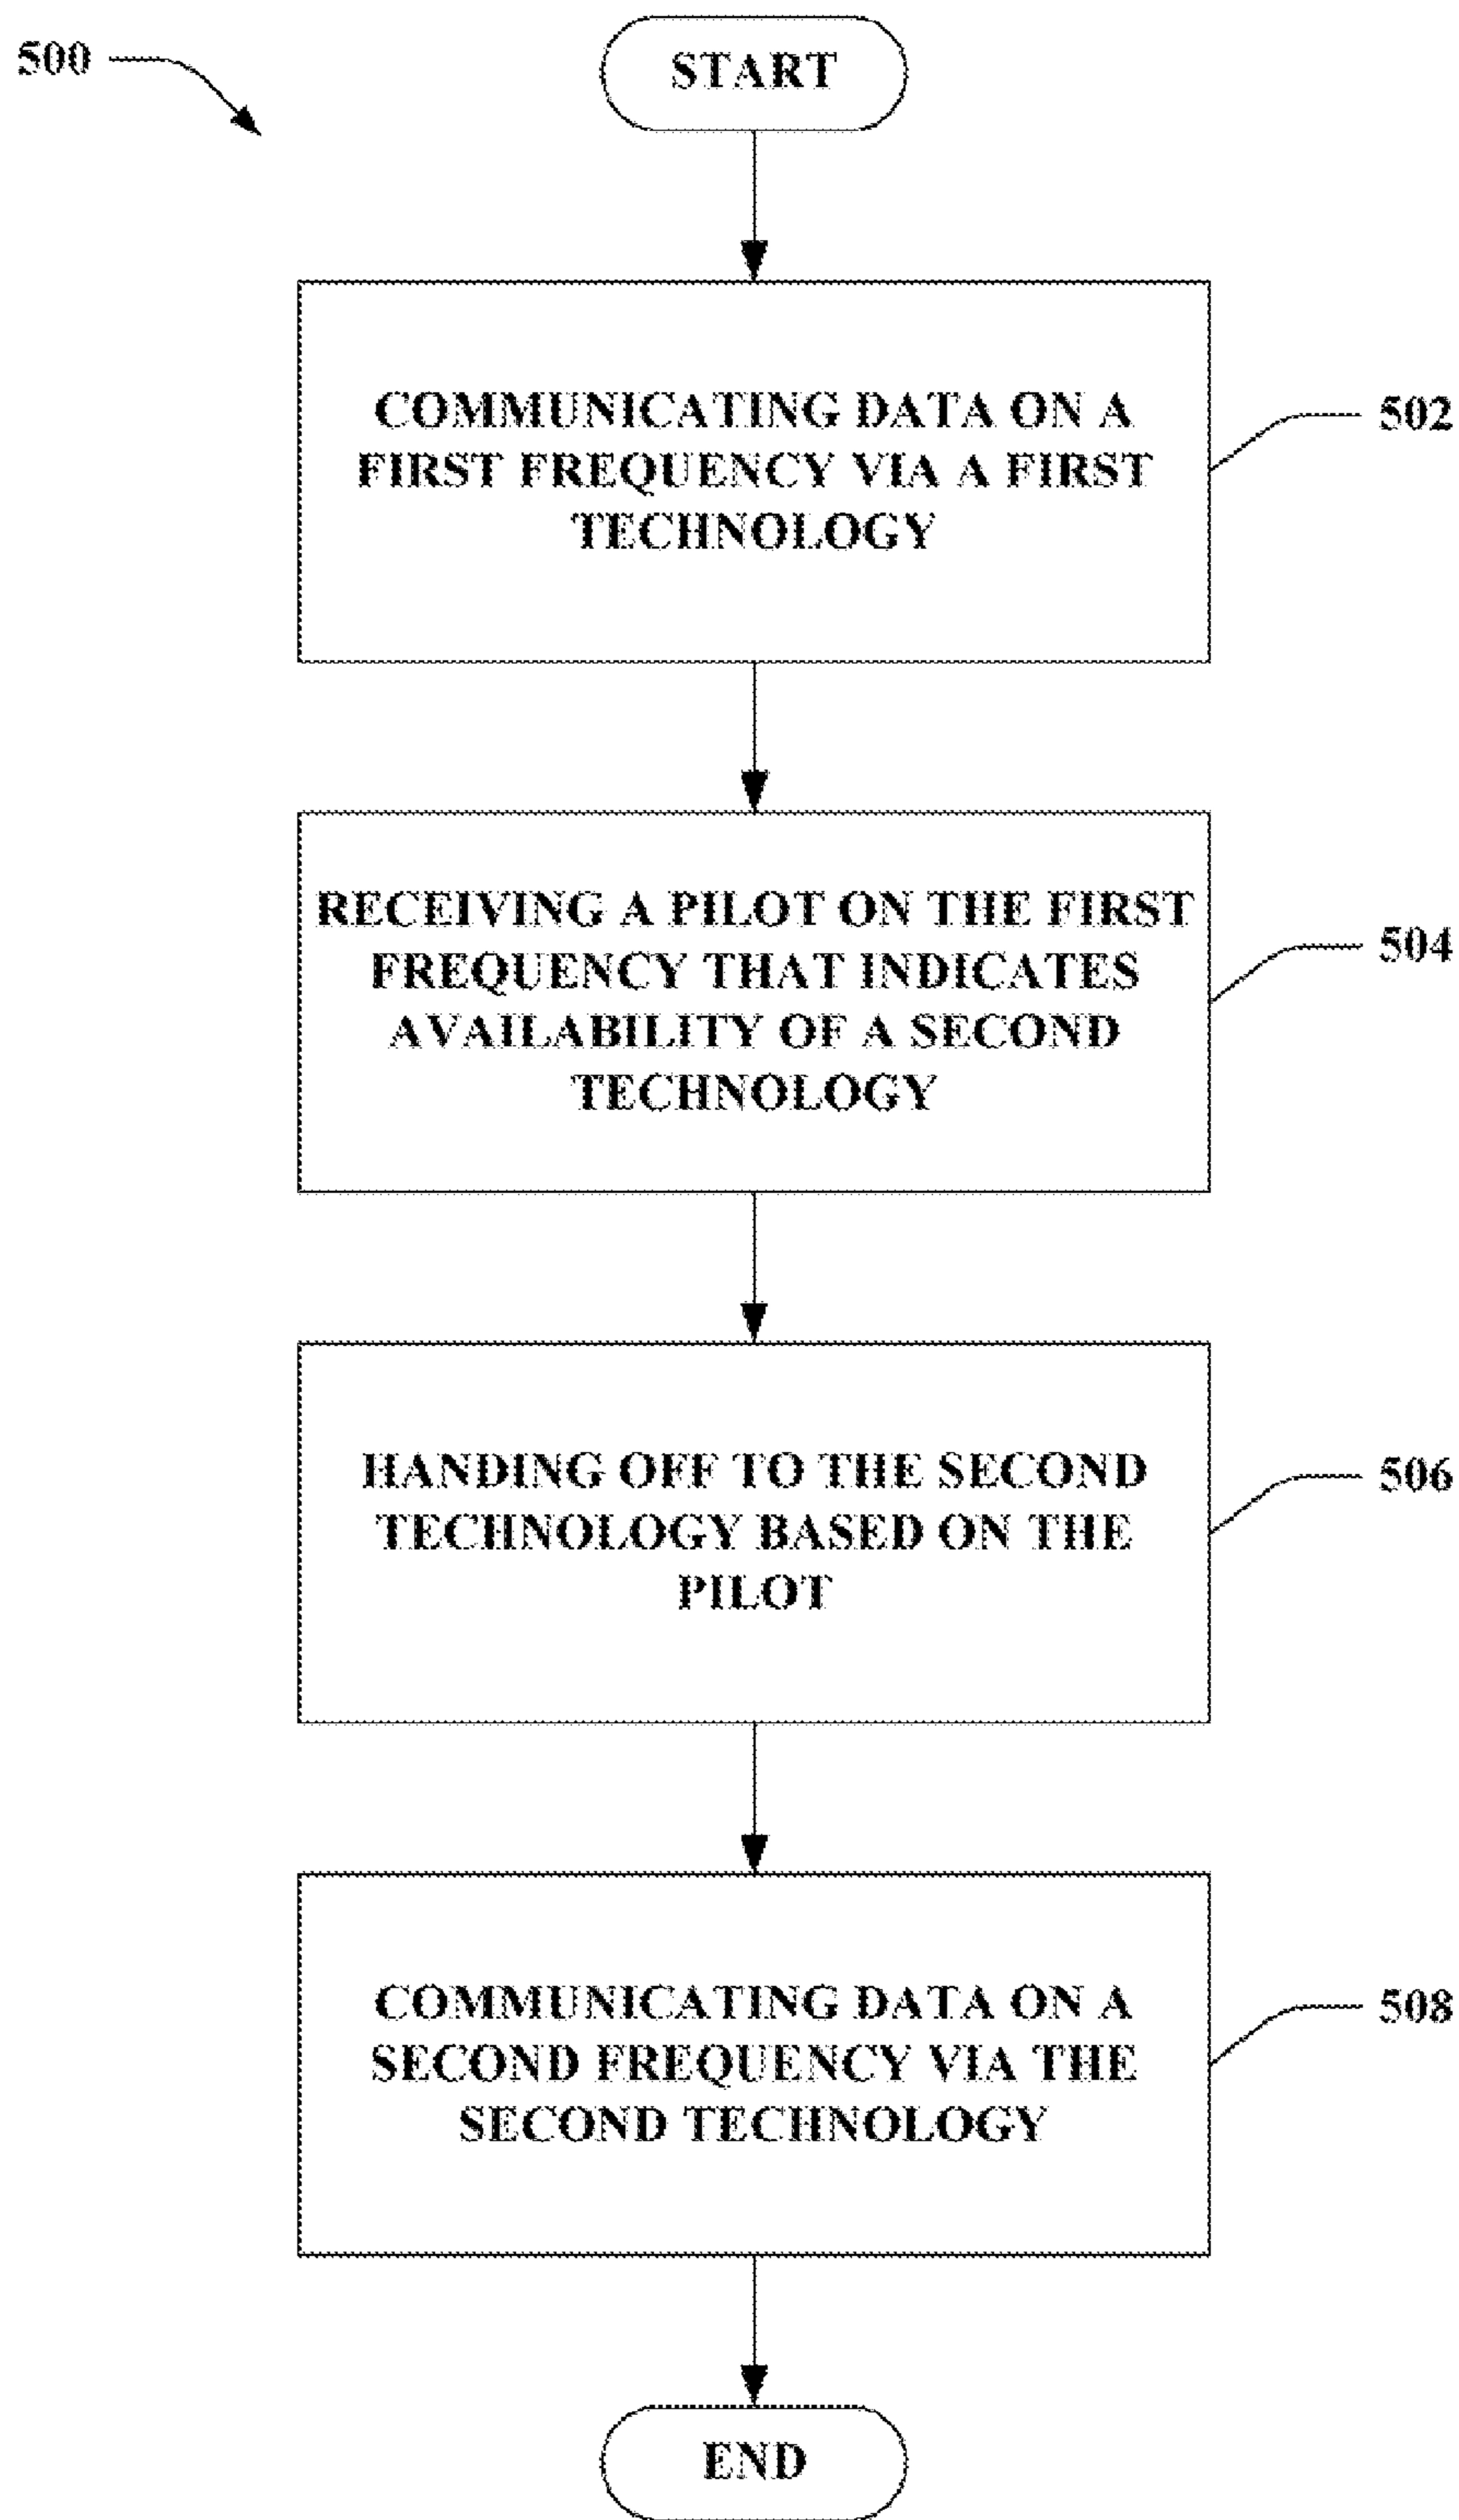 500
START
COMMUNICATING DATA ON A
FIRST FREQUENCY VIA A FIRST
TECHNOLOGY
502
RECEIVING A PILOT ON THE FIRST
FREQUENCY THAT INDICATES
AVAILABILITY OF A SECOND
TECHNOLOGY
504
HANDING OFF TO THE SECOND
TECHNOLOGY BASED ON THE
PILOT
506
COMMUNICATING DATA ON A
SECOND FREQUENCY VIA THE
SECOND TECHNOLOGY
508
END